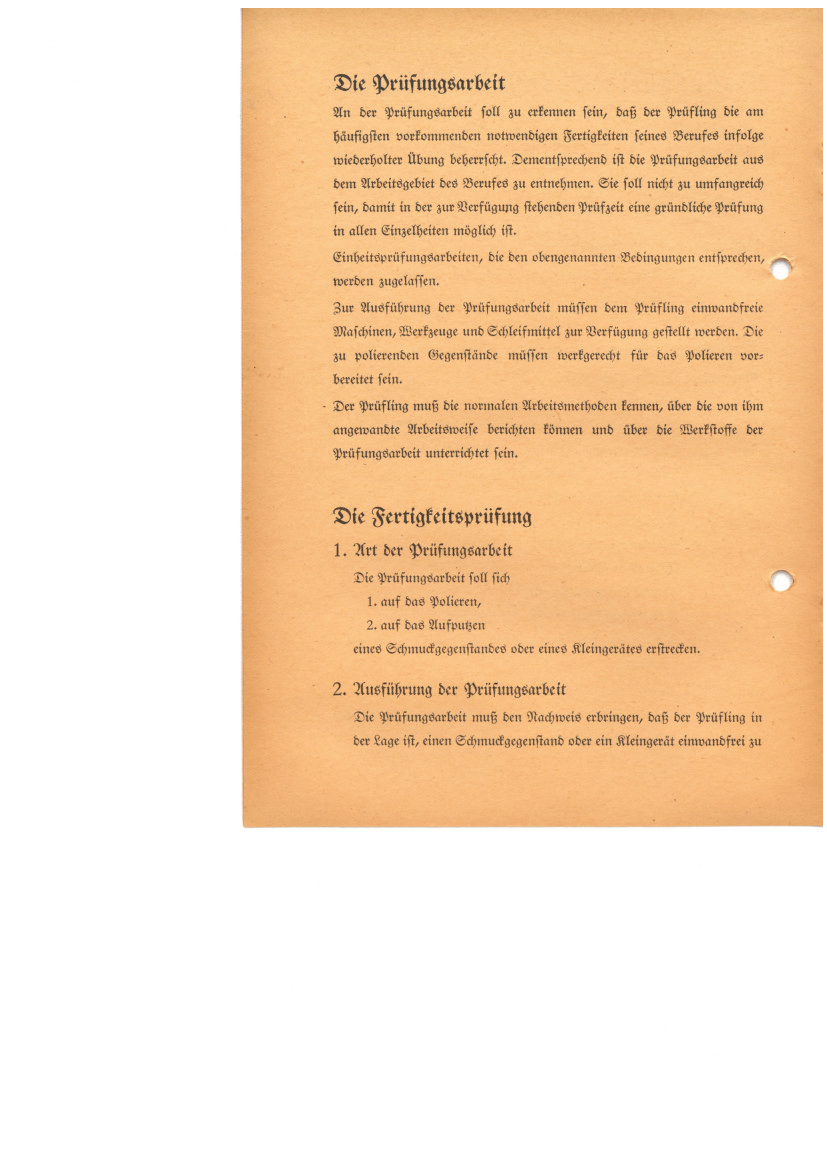 Die Prüfungsarbeit
An der Prüfungsarbeit soll zu erkennen sein, daß der Prüfling die am
häufigsten vorkommenden notwendigen Fertigkeiten seines Berufes infolge
wiederholter Übung beherrscht. Dementsprechend ist die Prüfungsarbeit aus
dem Arbeitsgebiet des Berufes zu entnehmen. Sie soll nicht zu umfangreich
sein, damit in der zur Verfügung stehenden Prüfzeit eine gründliche Prüfung
in allen Einzelheiten möglich ist.
Einheitsprüfungsarbeiten, die den obengenannten Bedingungen entsprechen,
werden zugelassen.
Zur Ausführung der Prüfungsarbeit müssen dem Prüfling einwandfreie
Maschinen, Werkzeuge und Schleifmittel zur Verfügung gestellt werden. Die
zu polierenden Gegenstände müssen werkgerecht für das Polieren vor-
bereitet sein.
Der Prüfling muß die normalen Arbeitsmethoden kennen, über die von ihm
angewandte Arbeitsweise berichten können und über die Werkstoffe der
Prüfungsarbeit unterrichtet sein.
Die Fertigkeitsprüfung
1. Art der Prüfungsarbeit
Die Prüfungsarbeit soll sich
1. auf das Polieren,
2. auf das Aufputzen
eines Schmuckgegenstandes oder eines Kleingerätes erstrecken.
2. Ausführung der Prüfungsarbeit
Die Prüfungsarbeit muß den Nachweis erbringen, daß der Prüfling in
der Lage ist, einen Schmuckgegenstand oder ein Kleingerät einwandfrei zu